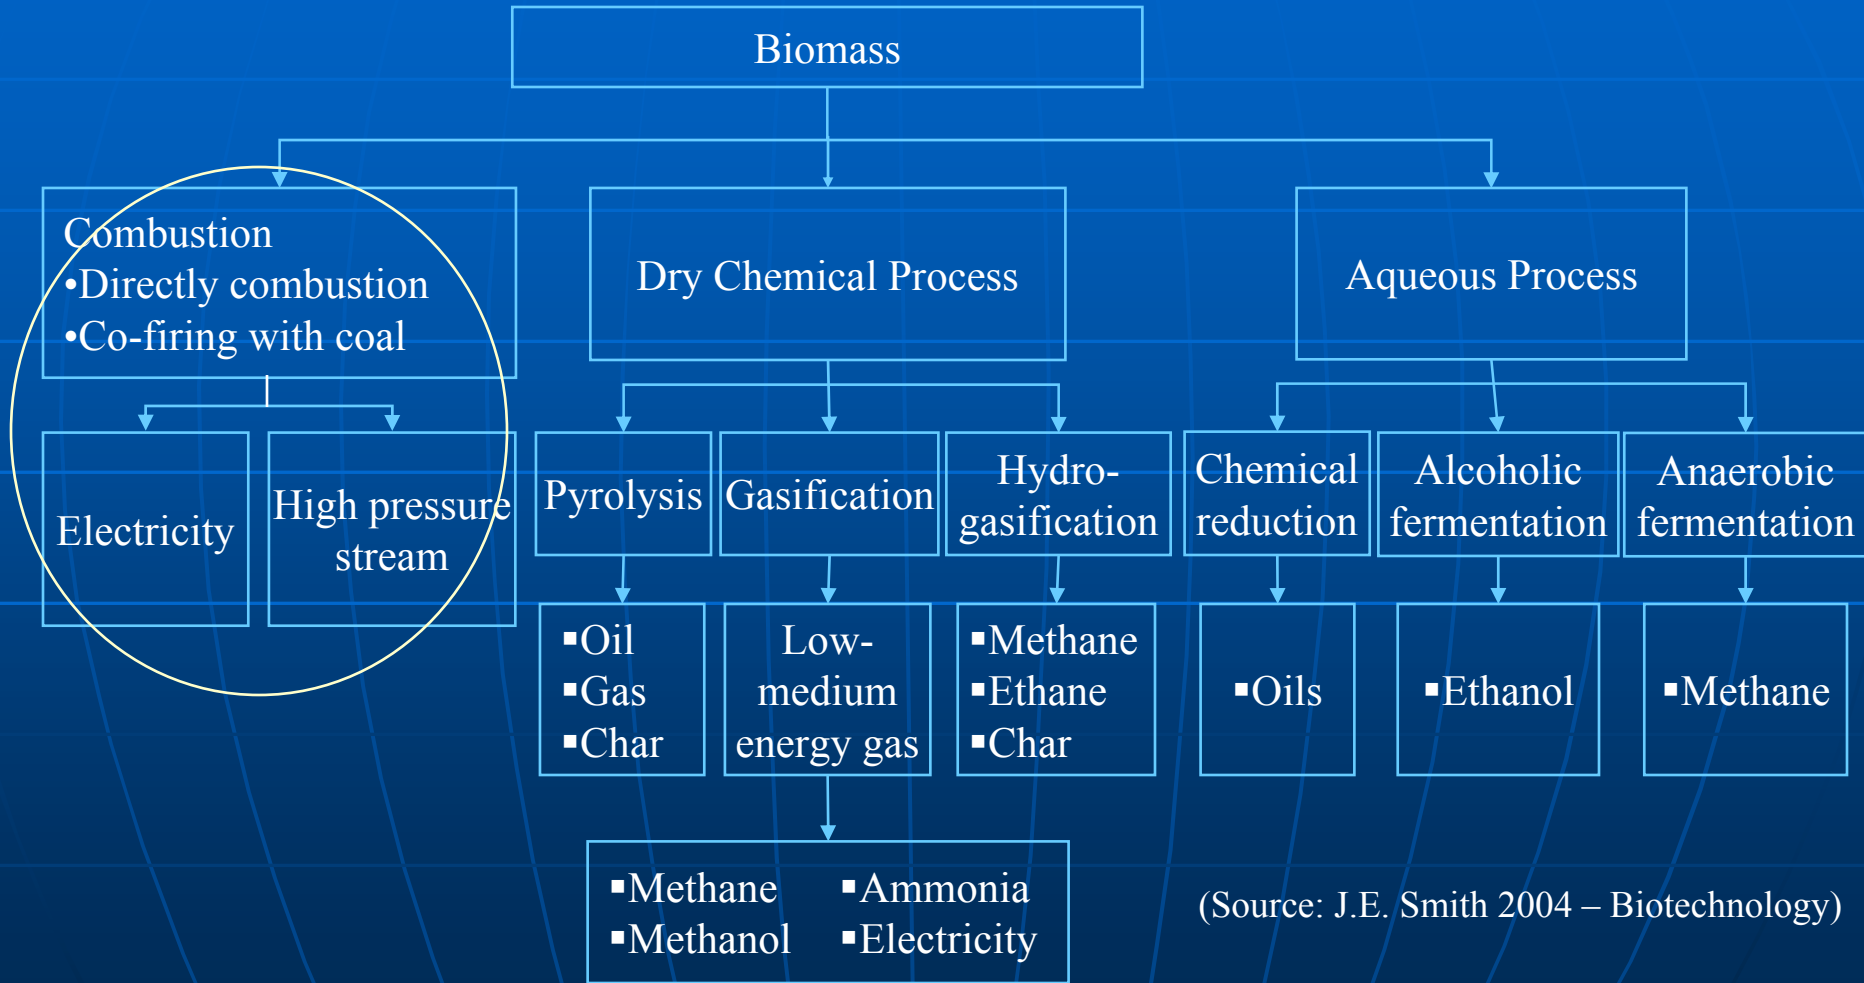 Biomass
Combustion
•Directly combustion
•Co-firing with coal
Dry Chemical Process
Aqueous Process
Electricity
High pressure
stream
Pyrolysis
Gasification
Hydro-
gasification
Chemical
reduction
Alcoholic
fermentation
Anaerobic
fermentation
▪Oil
▪Gas
▪Char
Low-
medium
energy gas
▪Methane
▪Ethane
▪Char
▪Oils
▪Ethanol
▪Methane
▪Methane ▪Ammonia
▪Methanol ▪Electricity
(Source: J.E. Smith 2004 – Biotechnology)